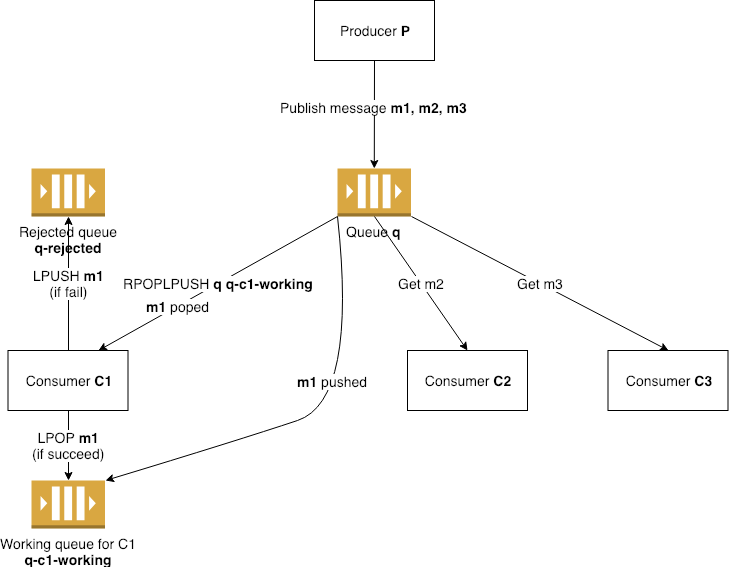 Producer P
Publish message m1, m2, m3
Queue q
Rejected queue
q-rejected
LPUSH m1
(if fail)
RPOPLPUSH q q-c1-working
m1 poped
Get m2
Get m3
Consumer C1
m1 pushed
Consumer C2
Consumer C3
LPOP m1
(if succeed)
Working queue for C1
q-c1-working